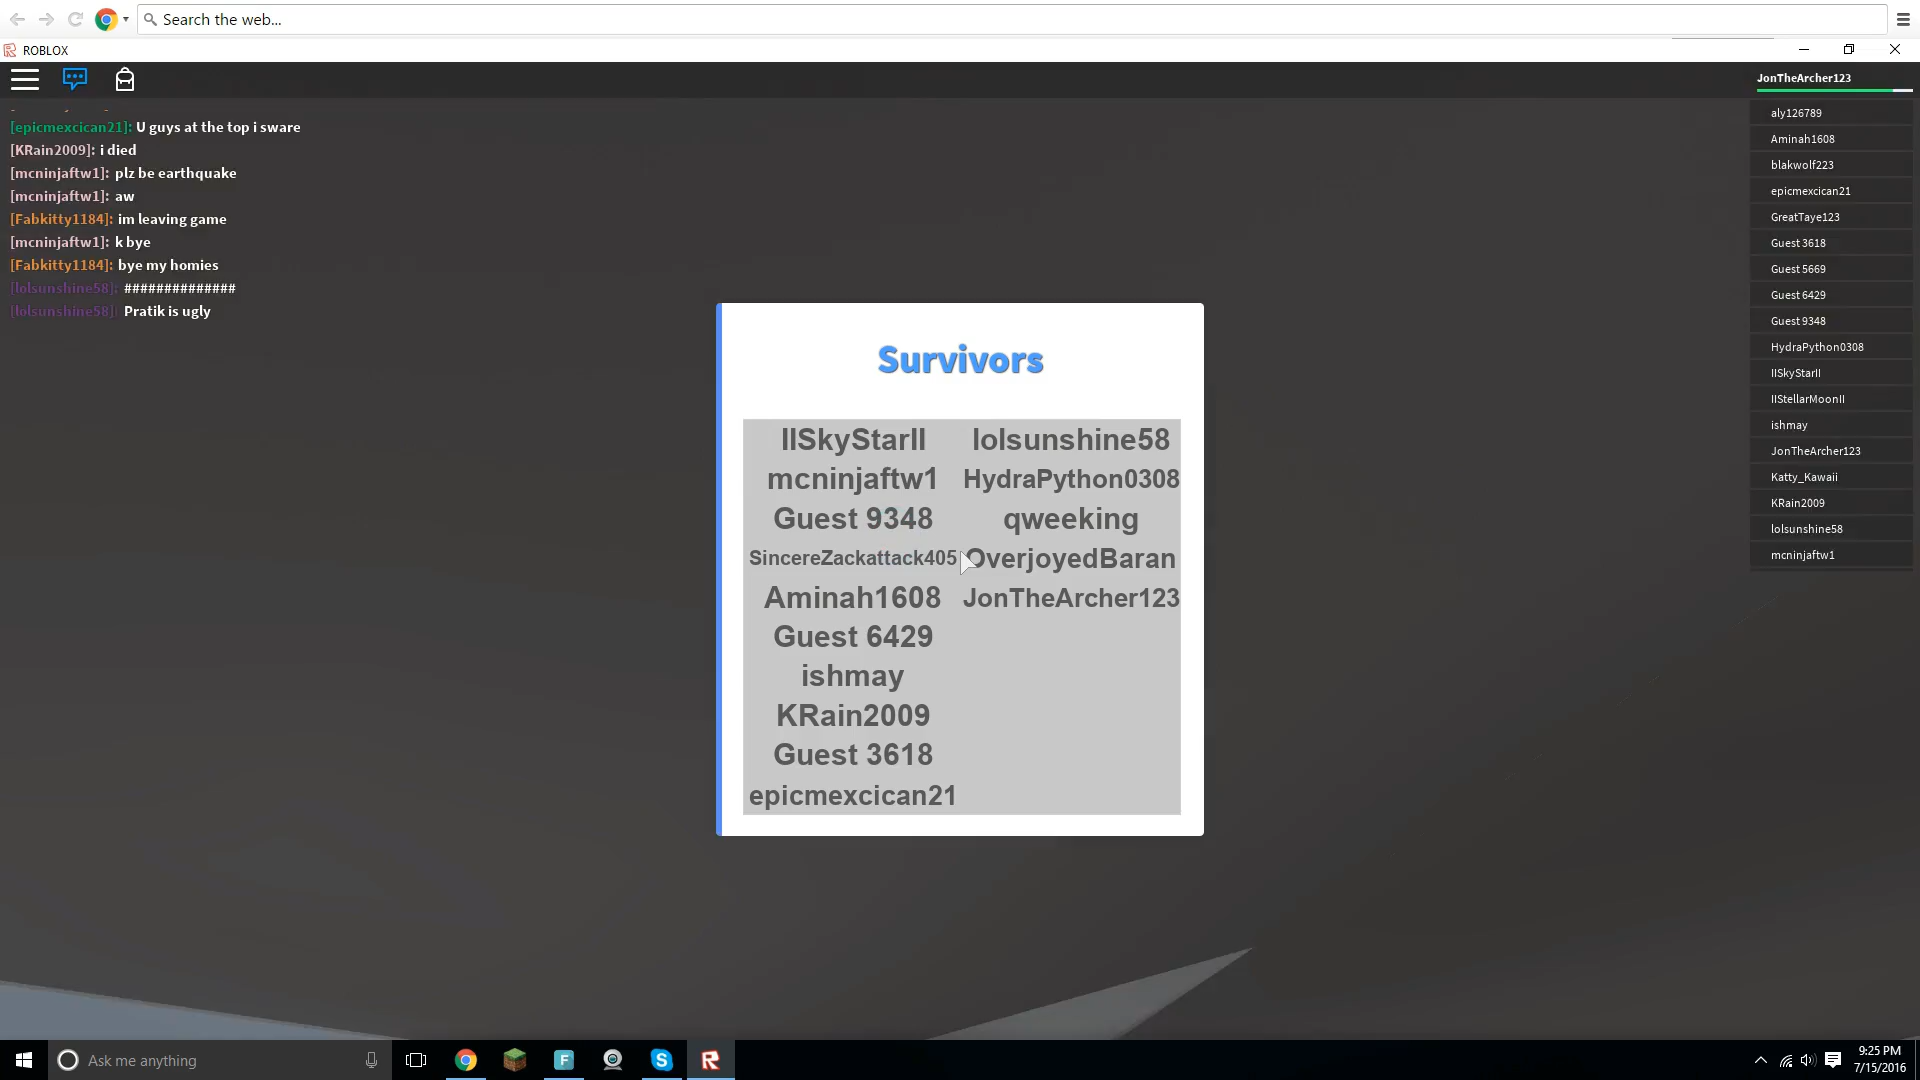 Search the web...
ROBLOX
JonTheArcher123
[epicmexcican21]: U guys at the top i sware
[KRain2009]: i died
[mcninjaftw1]: plz be earthquake
[mcninjaftw1]: aw
[Fabkitty1184]: im leaving game
[mcninjaftw1]: k bye
[Fabkitty1184]: bye my homies
[lolsunshine58]: ##############
[lolsunshine58]: Pratik is ugly
Survivors
IISkyStarII lolsunshine58
mcninjaftw1 HydraPython0308
Guest 9348 qweeking
SincereZackattack405 OverjoyedBaran
Aminah1608 JonTheArcher123
Guest 6429
ishmay
KRain2009
Guest 3618
epicmexcican21
aly126789
Aminah1608
blakwolf223
epicmexcican21
GreatTaye123
Guest 3618
Guest 5669
Guest 6429
Guest 9348
HydraPython0308
IISkyStarII
IIStellarMoonII
ishmay
JonTheArcher123
Katty_Kawaii
KRain2009
lolsunshine58
mcninjaftw1
Ask me anything
9:25 PM
7/15/2016